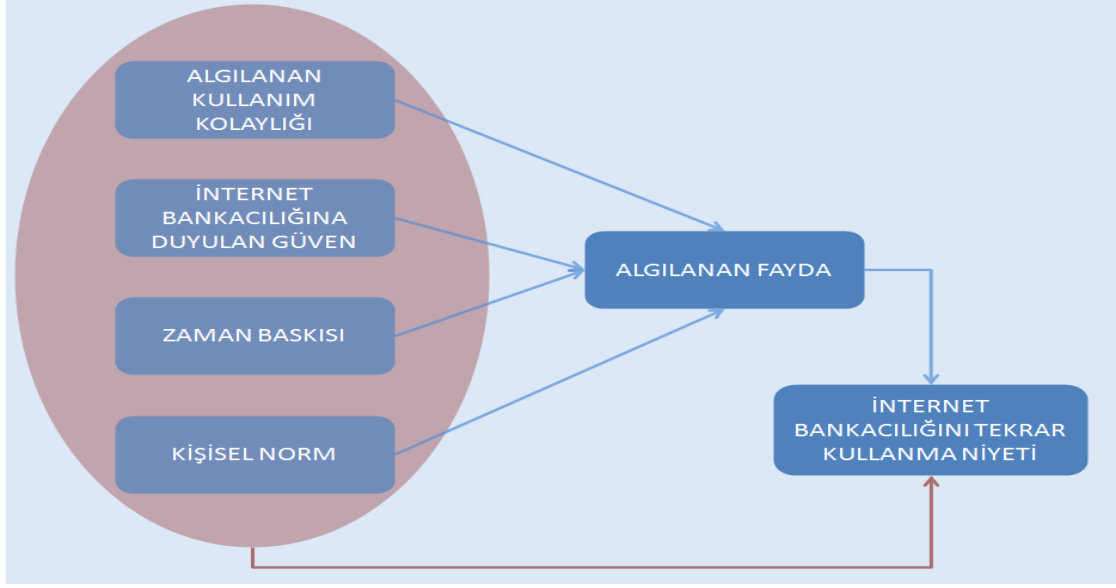 ALGILANAN
KULLANIM
KOLAYLIĞI
İNTERNET
BANKACILIĞINA
DUYULAN GÜVEN
ZAMAN BASKISI
KİŞİSEL NORM
ALGILANAN FAYDA
İNTERNET
BANKACILIĞINI TEKRAR
KULLANMA NİYETİ